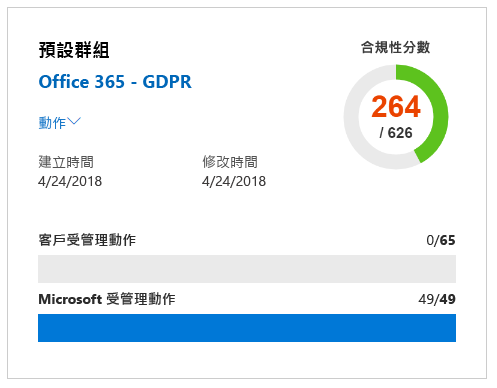 預設群組
Office 365 - GDPR
動作
合規性分數
264
/ 626
建立時間
4/24/2018
修改時間
4/24/2018
客戶受管理動作 0/65
Microsoft 受管理動作 49/49